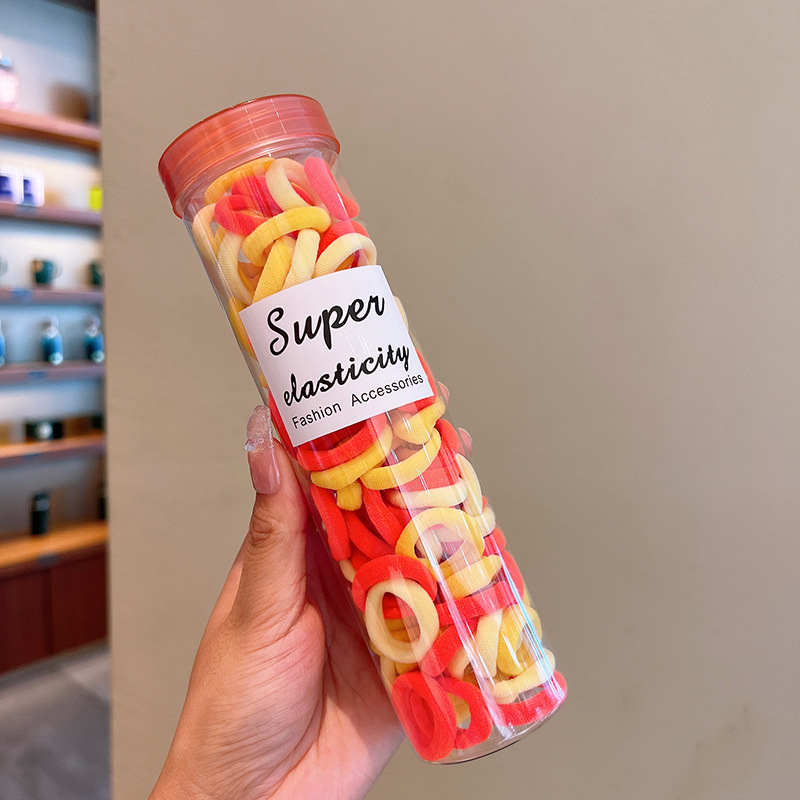 Super
elasticity
Fashion Accessories